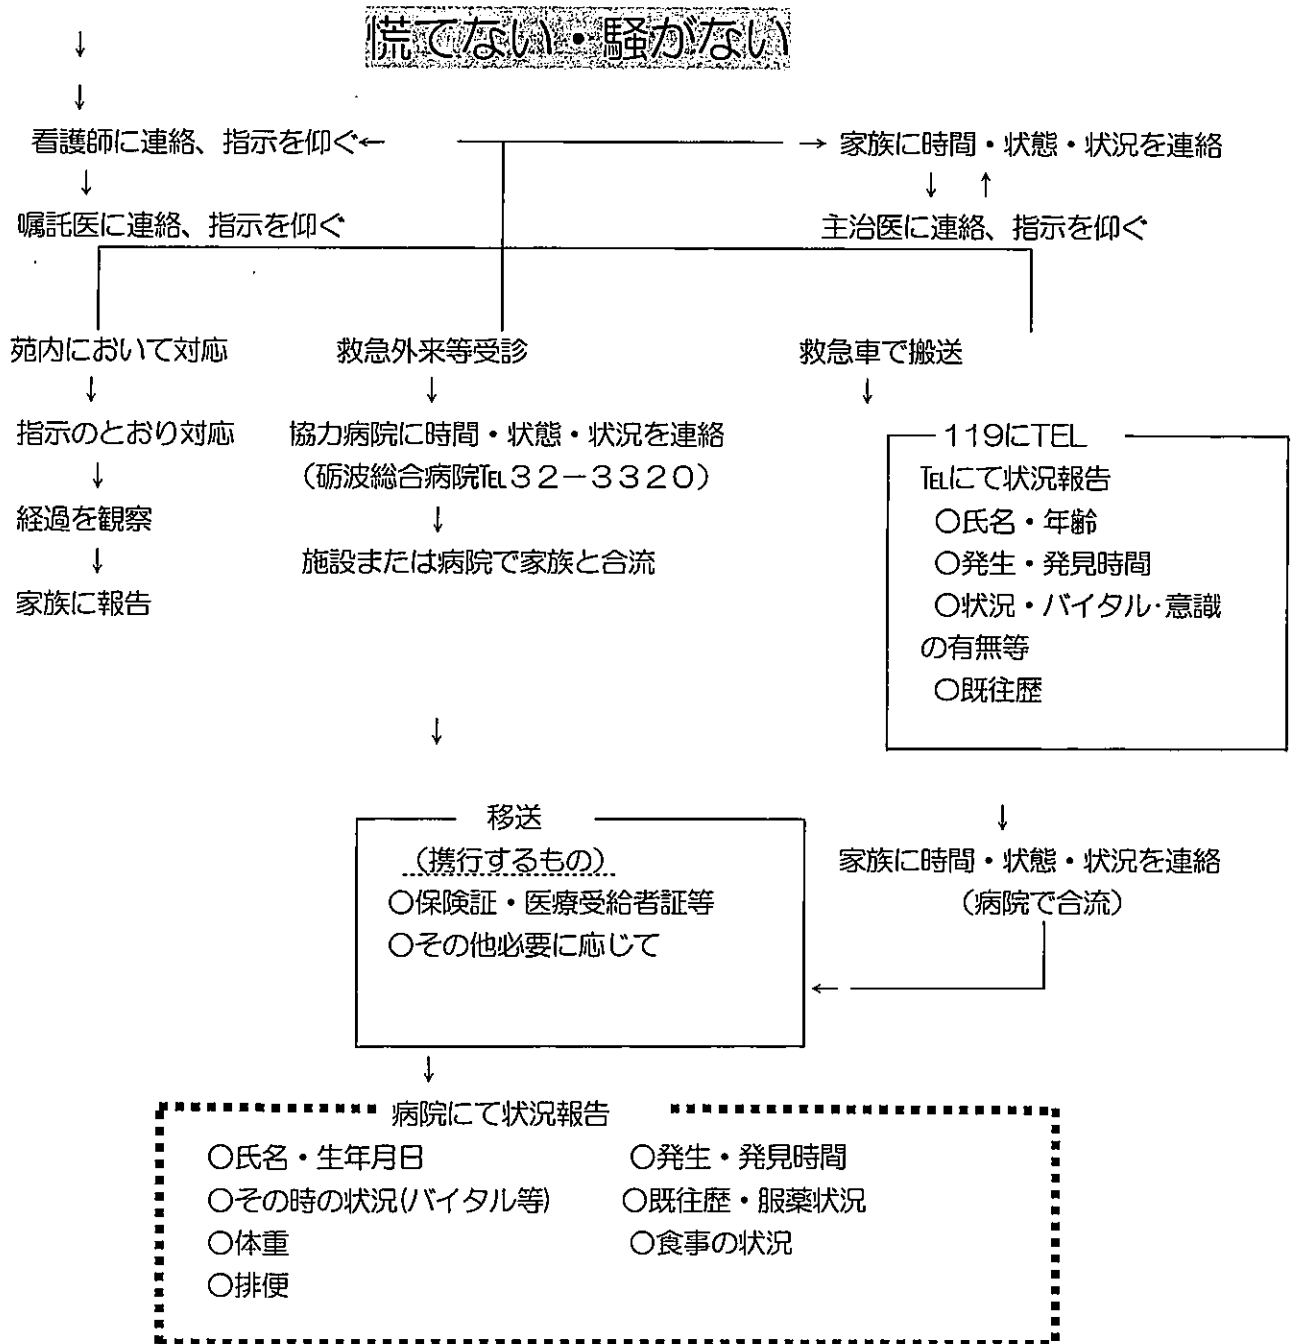 慌てない・騒がない
↓
↓
看護師に連絡、指示を仰ぐ← → 家族に時間・状態・状況を連絡
↓ ↓ ↑
嘱託医に連絡、指示を仰ぐ 主治医に連絡、指示を仰ぐ
苑内において対応 救急外来等受診 救急車で搬送
↓ ↓ ↓
指示のとおり対応 協力病院に時間・状態・状況を連絡 119にTEL
(砺波総合病院℡32-3320) ℡にて状況報告
↓ ↓
経過を観察 施設または病院で家族と合流 ○氏名・年齢
↓ ○発生・発見時間
家族に報告 ○状況・バイタル・意識
の有無等
○既往歴
↓
移送 ↓
(携行するもの) 家族に時間・状態・状況を連絡
○保険証・医療受給者証等 (病院で合流)
○その他必要に応じて
←
↓
病院にて状況報告
○氏名・生年月日 ○発生・発見時間
○その時の状況(バイタル等) ○既往歴・服薬状況
○体重 ○食事の状況
○排便